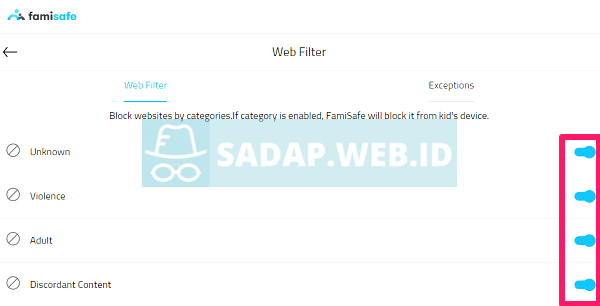 famisafe
Web Filter
Web Filter
Exceptions
Block websites by categories.If category is enabled, FamiSafe will block it from kid's device.
SADAP.WEB.ID
Unknown
Violence
Adult
Discordant Content